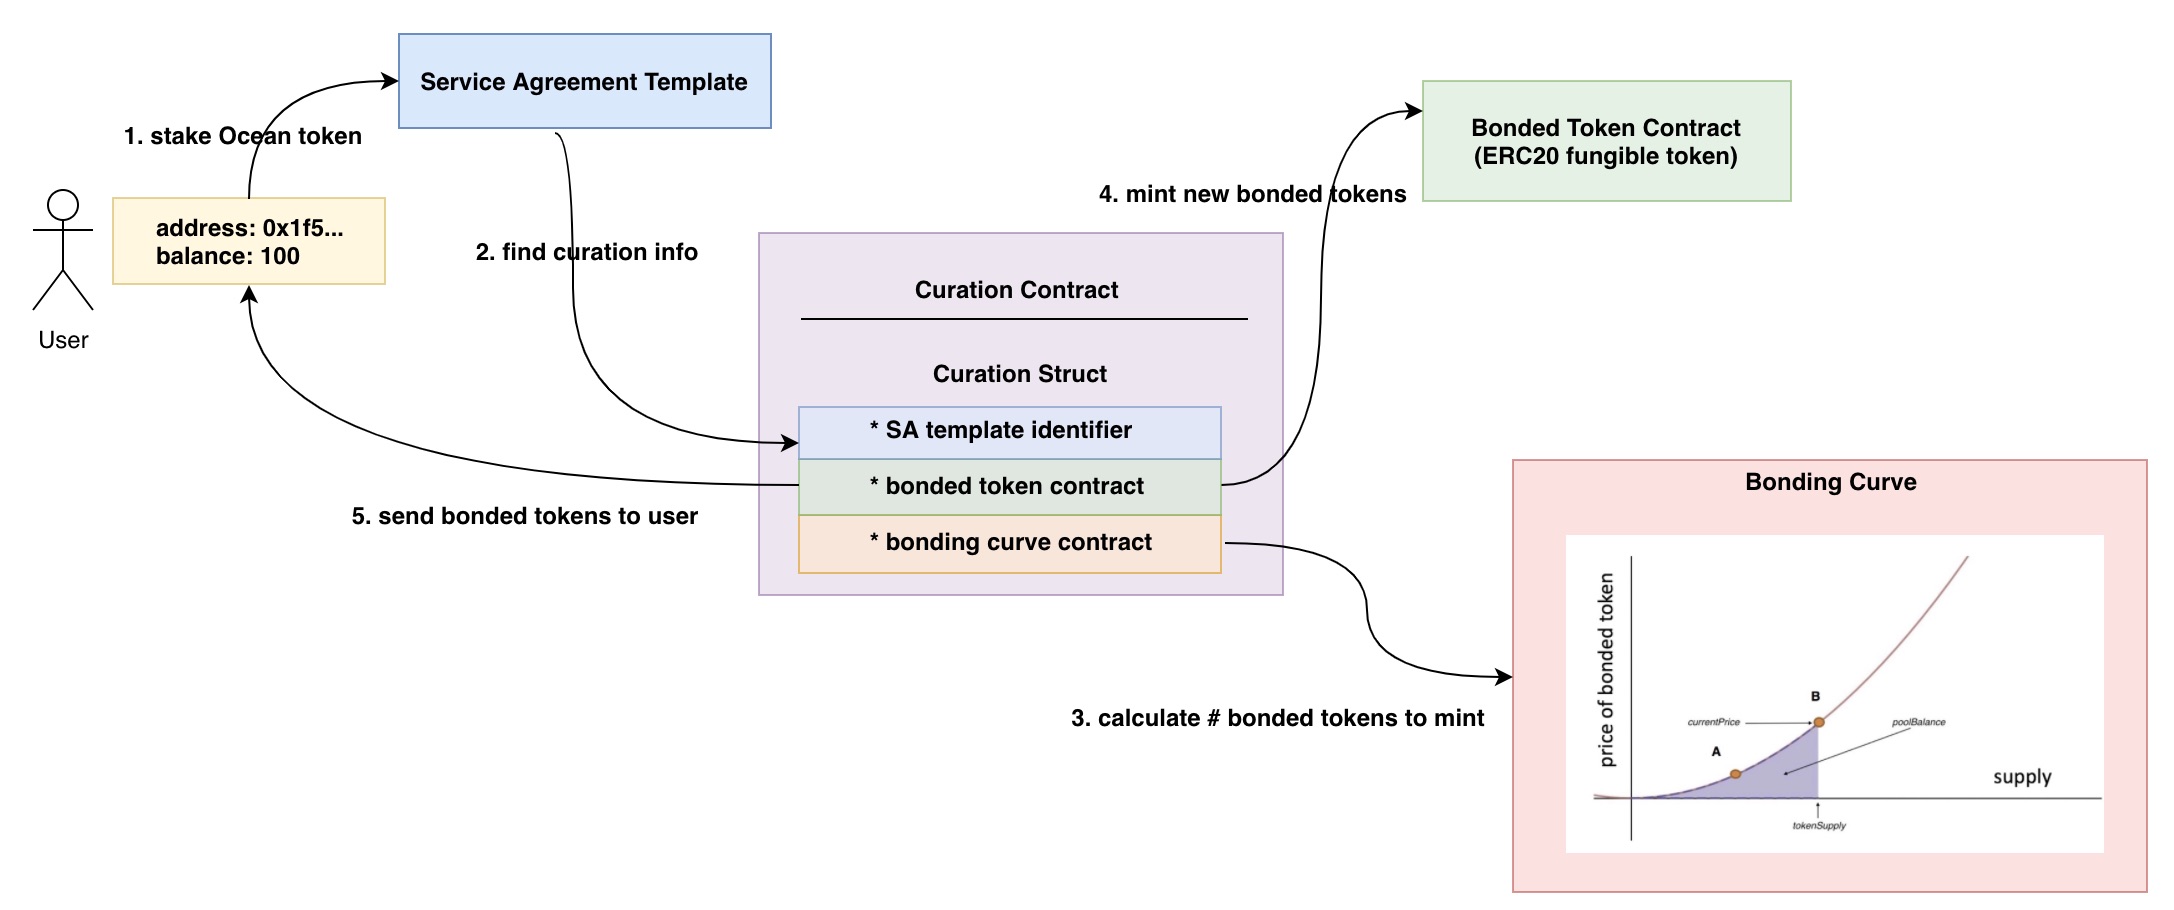 Service Agreement Template
1. stake Ocean token
address: 0x1f5...
balance: 100
User
2. find curation info
Bonded Token Contract
(ERC20 fungible token)
4. mint new bonded tokens
Curation Contract
Curation Struct
* SA template identifier
* bonded token contract
* bonding curve contract
5. send bonded tokens to user
3. calculate # bonded tokens to mint
Bonding Curve
price of bonded token
B
currentPrice
poolBalance
A
supply
tokenSupply